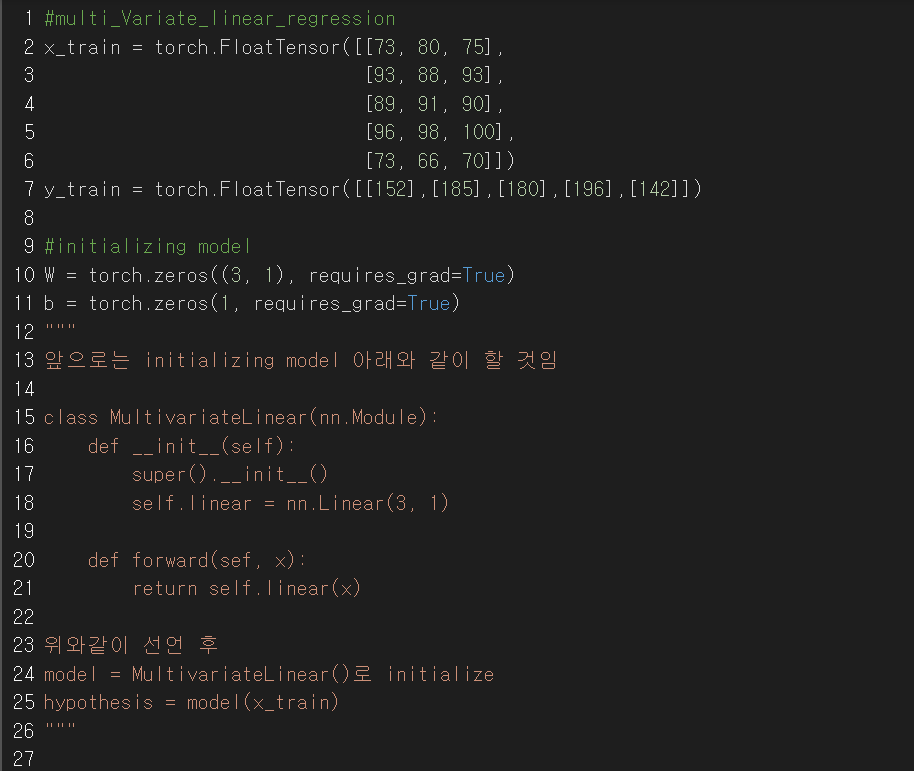 1 #multi_Variate_linear_regression
2 x_train = torch.FloatTensor([[73, 80, 75],
3                              [93, 88, 93],
4                              [89, 91, 90],
5                              [96, 98, 100],
6                              [73, 66, 70]])
7 y_train = torch.FloatTensor([[152],[185],[180],[196],[142]])
8
9 #initializing model
10 W = torch.zeros((3, 1), requires_grad=True)
11 b = torch.zeros(1, requires_grad=True)
12 """
13 앞으로는 initializing model 아래와 같이 할 것임
14
15 class MultivariateLinear(nn.Module):
16     def __init__(self):
17         super().__init__()
18         self.linear = nn.Linear(3, 1)
19
20     def forward(sef, x):
21         return self.linear(x)
22
23 위와같이 선언 후
24 model = MultivariateLinear()로 initialize
25 hypothesis = model(x_train)
26 """
27